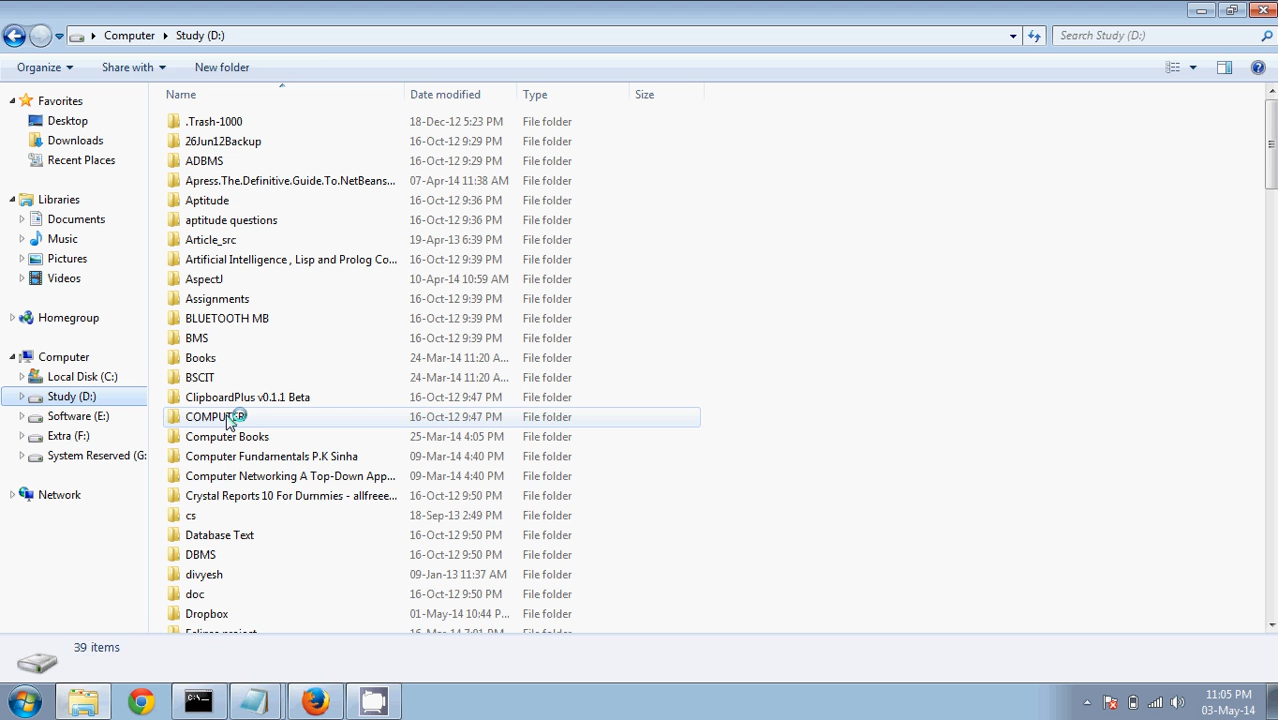 Computer Study (D:) Search Study (D:)
Organize Share with New folder
Name Date modified Type Size
Favorites
Desktop
Downloads
Recent Places
Libraries
Documents
Music
Pictures
Videos
Homegroup
Computer
Local Disk (C:)
Study (D:)
Software (E:)
Extra (F:)
System Reserved (G:
Network
.Trash-1000 18-Dec-12 5:23 PM File folder
26Jun12Backup 16-Oct-12 9:29 PM File folder
ADBMS 16-Oct-12 9:29 PM File folder
Apress.The.Definitive.Guide.To.NetBeans... 07-Apr-14 11:38 AM File folder
Aptitude 16-Oct-12 9:36 PM File folder
aptitude questions 16-Oct-12 9:36 PM File folder
Article_src 19-Apr-13 6:39 PM File folder
Artificial Intelligence , Lisp and Prolog Co... 16-Oct-12 9:39 PM File folder
AspectJ 10-Apr-14 10:59 AM File folder
Assignments 16-Oct-12 9:39 PM File folder
BLUETOOTH MB 16-Oct-12 9:39 PM File folder
BMS 16-Oct-12 9:39 PM File folder
Books 24-Mar-14 11:20 A... File folder
BSCIT 24-Mar-14 11:20 A... File folder
ClipboardPlus v0.1.1 Beta 16-Oct-12 9:47 PM File folder
COMPUTER 16-Oct-12 9:47 PM File folder
Computer Books 25-Mar-14 4:05 PM File folder
Computer Fundamentals P.K Sinha 09-Mar-14 4:40 PM File folder
Computer Networking A Top-Down App... 09-Mar-14 4:40 PM File folder
Crystal Reports 10 For Dummies - allfreee... 16-Oct-12 9:50 PM File folder
cs 18-Sep-13 2:49 PM File folder
Database Text 16-Oct-12 9:50 PM File folder
DBMS 16-Oct-12 9:50 PM File folder
divyesh 09-Jan-13 11:37 AM File folder
doc 16-Oct-12 9:50 PM File folder
Dropbox 01-May-14 10:44 P... File folder
39 items
11:05 PM
03-May-14